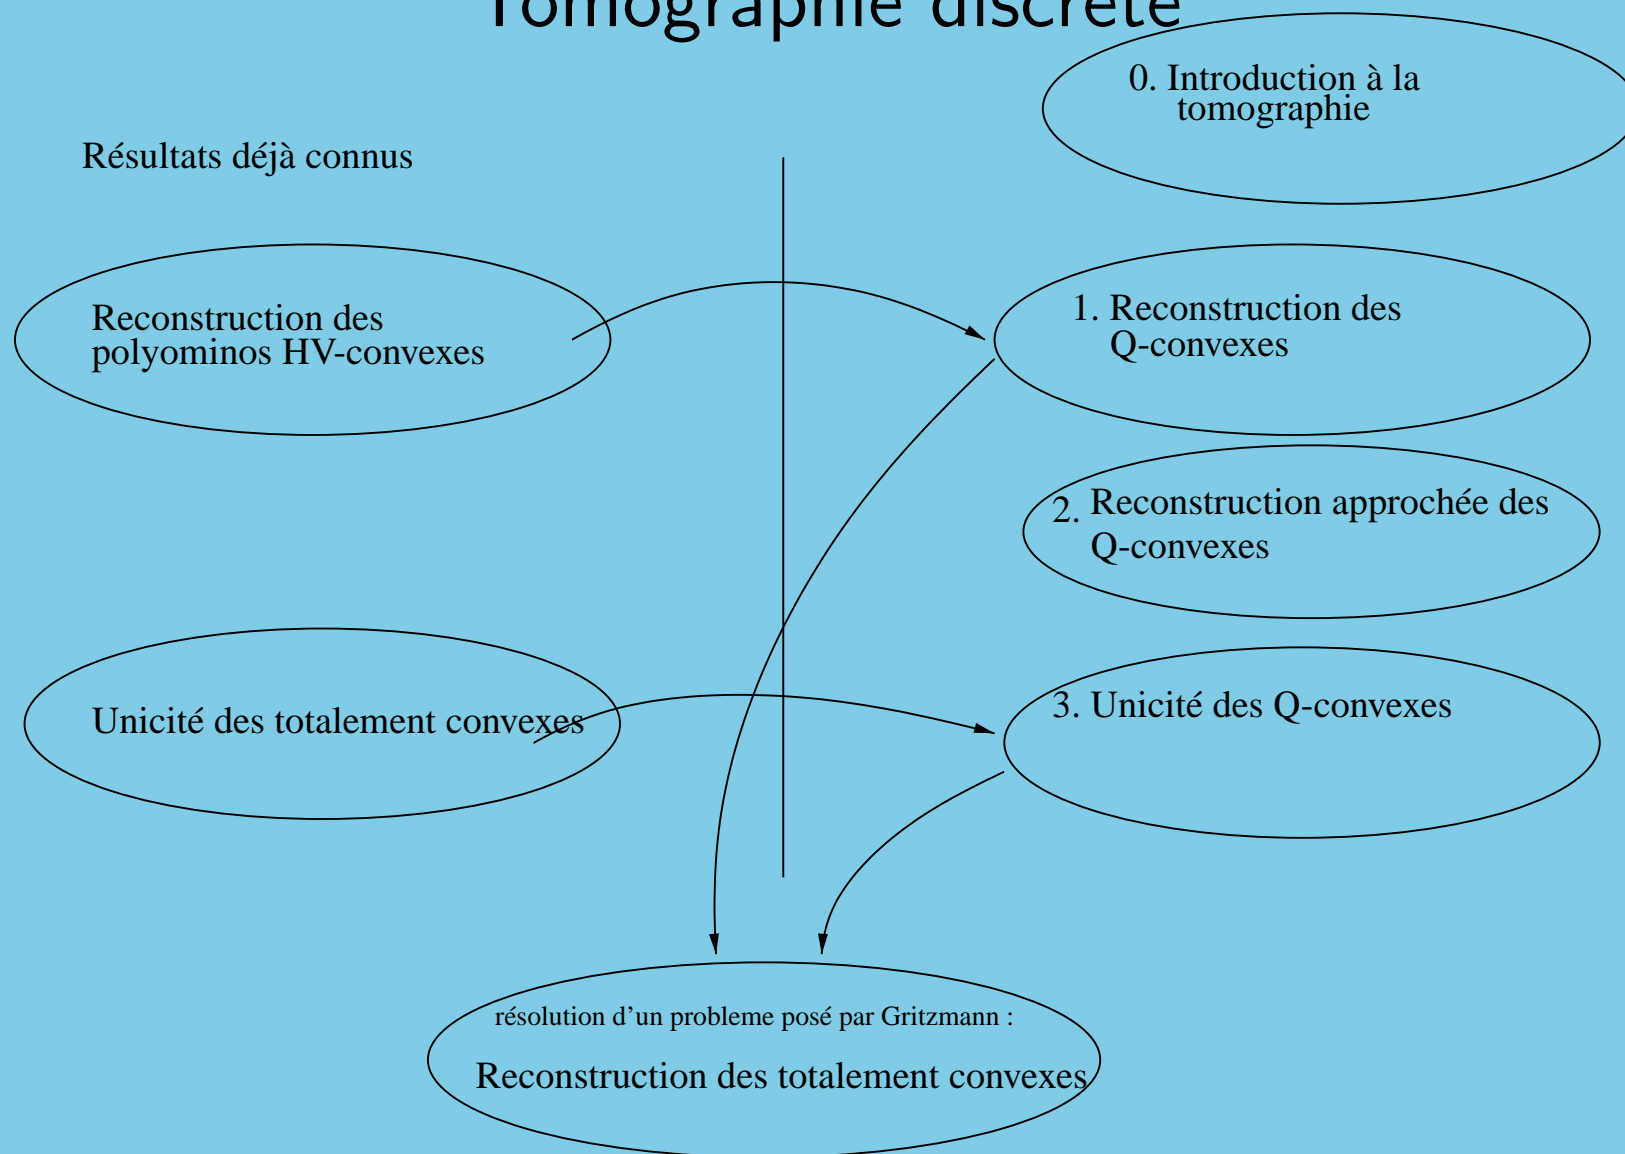 Tomographie discrète
0. Introduction à la
tomographie
Résultats déjà connus
Reconstruction des
polyominos HV-convexes
1. Reconstruction des
Q-convexes
2. Reconstruction approchée des
Q-convexes
Unicité des totalement convexes
3. Unicité des Q-convexes
résolution d'un probleme posé par Gritzmann :
Reconstruction des totalement convexes